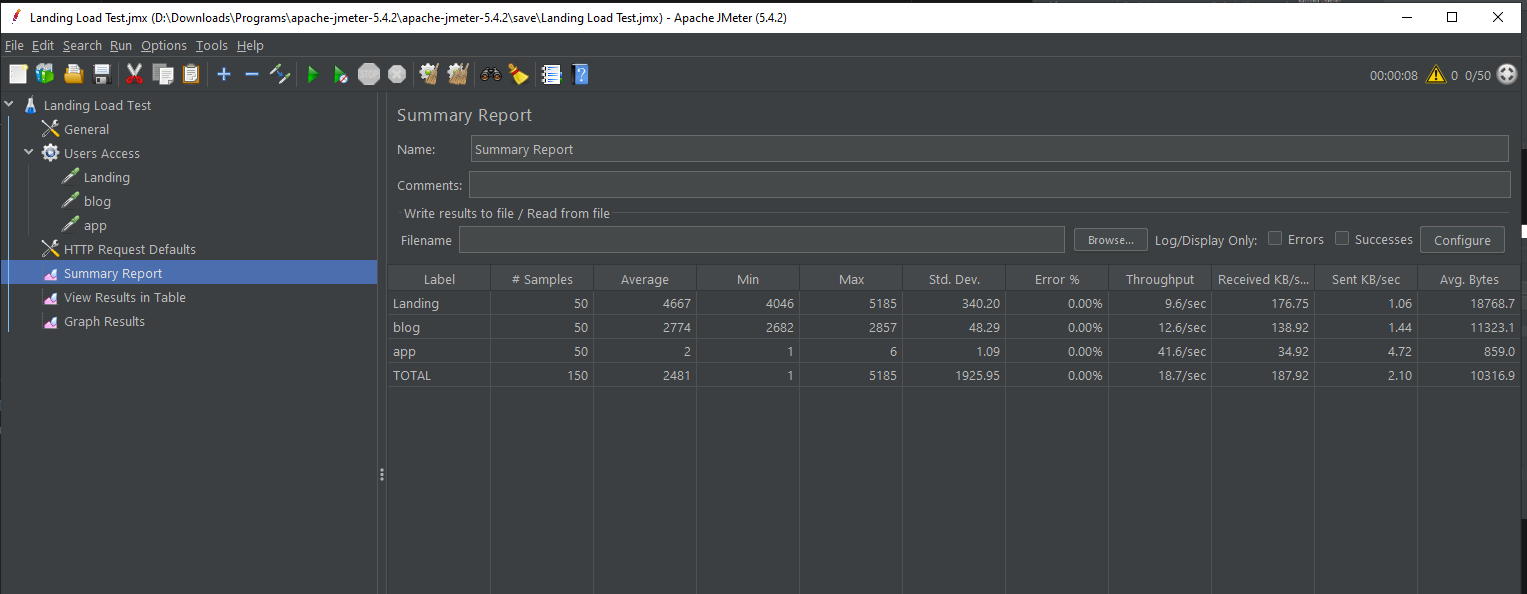 Landing Load Test.jmx (D:\Downloads\Programs\apache-jmeter-5.4.2\apache-jmeter-5.4.2\save\Landing Load Test.jmx) - Apache JMeter (5.4.2)
File Edit Search Run Options Tools Help
STOP 00:00:08 0 0/50
Landing Load Test
General
Users Access
Landing
blog
app
HTTP Request Defaults
Summary Report
View Results in Table
Graph Results
Summary Report
Name: Summary Report
Comments:
Write results to file / Read from file
Filename Browse... Log/Display Only: Errors Successes Configure
Label # Samples Average Min Max Std. Dev. Error % Throughput Received KB/s... Sent KB/sec Avg. Bytes
Landing 50 4667 4046 5185 340.20 0.00% 9.6/sec 176.75 1.06 18768.7
blog 50 2774 2682 2857 48.29 0.00% 12.6/sec 138.92 1.44 11323.1
app 50 2 1 6 1.09 0.00% 41.6/sec 34.92 4.72 859.0
TOTAL 150 2481 1 5185 1925.95 0.00% 18.7/sec 187.92 2.10 10316.9